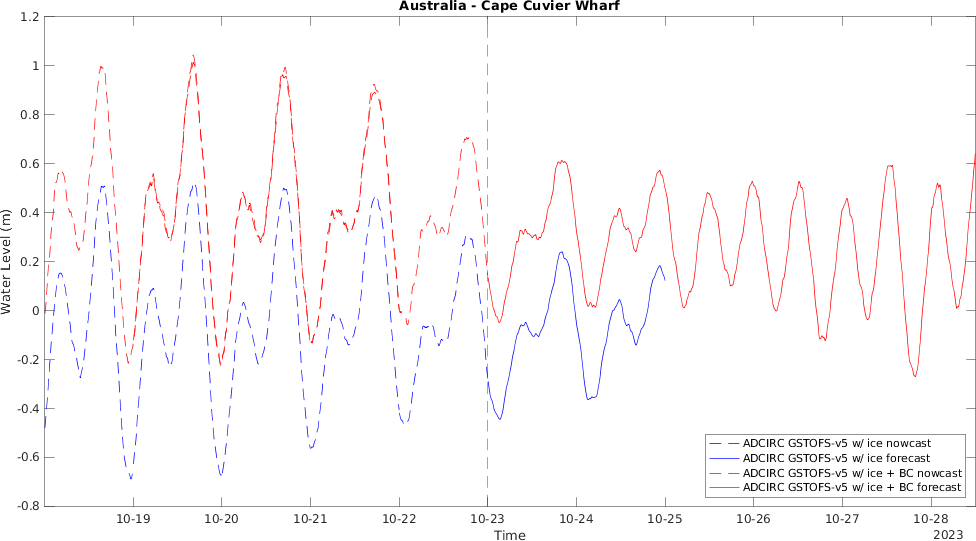 Australia - Cape Cuvier Wharf
1.2
1
0.8
0.6
0.4
0.2
0
-0.2
-0.4
-0.6
-0.8
Water Level (m)
ADCIRC GSTOFS-v5 w/ ice nowcast
ADCIRC GSTOFS-v5 w/ ice forecast
ADCIRC GSTOFS-v5 w/ ice + BC nowcast
ADCIRC GSTOFS-v5 w/ ice + BC forecast
10-19 10-20 10-21 10-22 10-23 10-24 10-25 10-26 10-27 10-28
Time
2023